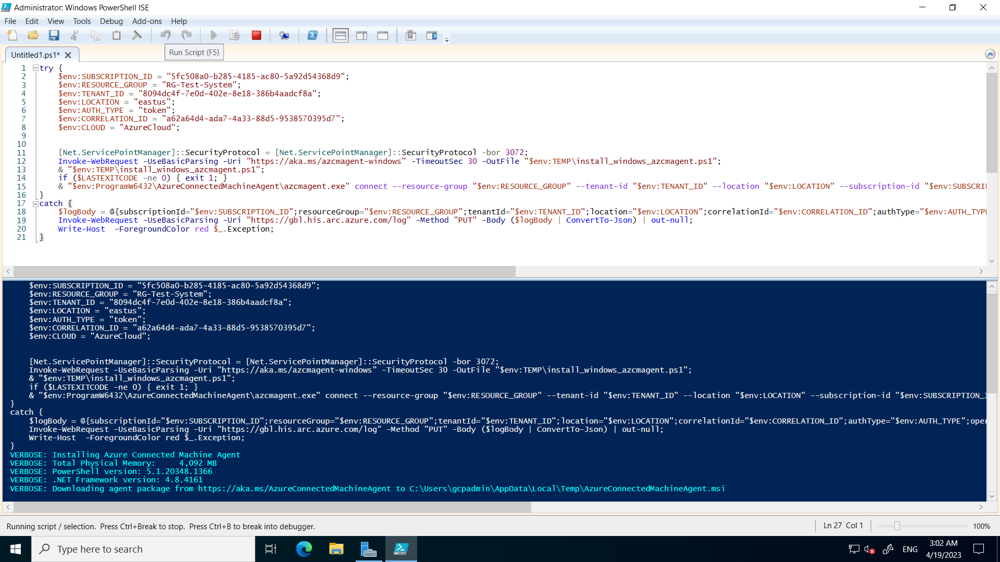 Administrator: Windows PowerShell ISE
File Edit View Tools Debug Add-ons Help
Run Script (F5)
Untitled1.ps1*
1 try {
2 $env:SUBSCRIPTION_ID = "5fc508a0-b285-4185-ac80-5a92d54368d9";
3 $env:RESOURCE_GROUP = "RG-Test-System";
4 $env:TENANT_ID = "8094dc4f-7e0d-402e-8e18-386b4aadcf8a";
5 $env:LOCATION = "eastus";
6 $env:AUTH_TYPE = "token";
7 $env:CORRELATION_ID = "a62a64d4-ada7-4a33-88d5-9538570395d7";
8 $env:CLOUD = "AzureCloud";
9
10
11 [Net.ServicePointManager]::SecurityProtocol = [Net.ServicePointManager]::SecurityProtocol -bor 3072;
12 Invoke-WebRequest -UseBasicParsing -Uri "https://aka.ms/azcmagent-windows" -TimeoutSec 30 -OutFile "$env:TEMP\install_windows_azcmagent.ps1";
13 & "$env:TEMP\install_windows_azcmagent.ps1";
14 if ($LASTEXITCODE -ne 0) { exit 1; }
15 & "$env:ProgramW6432\AzureConnectedMachineAgent\azcmagent.exe" connect --resource-group "$env:RESOURCE_GROUP" --tenant-id "$env:TENANT_ID" --location "$env:LOCATION" --subscription-id "$env:SUBSCRI
16 }
17 catch {
18 $logBody = @{subscriptionId="$env:SUBSCRIPTION_ID";resourceGroup="$env:RESOURCE_GROUP";tenantId="$env:TENANT_ID";location="$env:LOCATION";correlationId="$env:CORRELATION_ID";authType="$env:AUTH_TYP
19 Invoke-WebRequest -UseBasicParsing -Uri "https://gbl.his.arc.azure.com/log" -Method "PUT" -Body ($logBody | ConvertTo-Json) | out-null;
20 Write-Host  -ForegroundColor red $_.Exception;
21 }
$env:SUBSCRIPTION_ID = "5fc508a0-b285-4185-ac80-5a92d54368d9";
$env:RESOURCE_GROUP = "RG-Test-System";
$env:TENANT_ID = "8094dc4f-7e0d-402e-8e18-386b4aadcf8a";
$env:LOCATION = "eastus";
$env:AUTH_TYPE = "token";
$env:CORRELATION_ID = "a62a64d4-ada7-4a33-88d5-9538570395d7";
$env:CLOUD = "AzureCloud";
[Net.ServicePointManager]::SecurityProtocol = [Net.ServicePointManager]::SecurityProtocol -bor 3072;
Invoke-WebRequest -UseBasicParsing -Uri "https://aka.ms/azcmagent-windows" -TimeoutSec 30 -OutFile "$env:TEMP\install_windows_azcmagent.ps1";
& "$env:TEMP\install_windows_azcmagent.ps1";
if ($LASTEXITCODE -ne 0) { exit 1; }
& "$env:ProgramW6432\AzureConnectedMachineAgent\azcmagent.exe" connect --resource-group "$env:RESOURCE_GROUP" --tenant-id "$env:TENANT_ID" --location "$env:LOCATION" --subscription-id "$env:SUBSCRIPTION_I
}
catch {
$logBody = @{subscriptionId="$env:SUBSCRIPTION_ID";resourceGroup="$env:RESOURCE_GROUP";tenantId="$env:TENANT_ID";location="$env:LOCATION";correlationId="$env:CORRELATION_ID";authType="$env:AUTH_TYPE";oper
Invoke-WebRequest -UseBasicParsing -Uri "https://gbl.his.arc.azure.com/log" -Method "PUT" -Body ($logBody | ConvertTo-Json) | out-null;
Write-Host  -ForegroundColor red $_.Exception;
}
VERBOSE: Installing Azure Connected Machine Agent
VERBOSE: Total Physical Memory:     4,092 MB
VERBOSE: PowerShell version: 5.1.20348.1366
VERBOSE: .NET Framework version: 4.8.4161
VERBOSE: Downloading agent package from https://aka.ms/AzureConnectedMachineAgent to C:\Users\gcpadmin\AppData\Local\Temp\AzureConnectedMachineAgent.msi
Running script / selection.  Press Ctrl+Break to stop.  Press Ctrl+B to break into debugger.
Ln 27 Col 1
100%
Type here to search
ENG
3:02 AM
4/19/2023